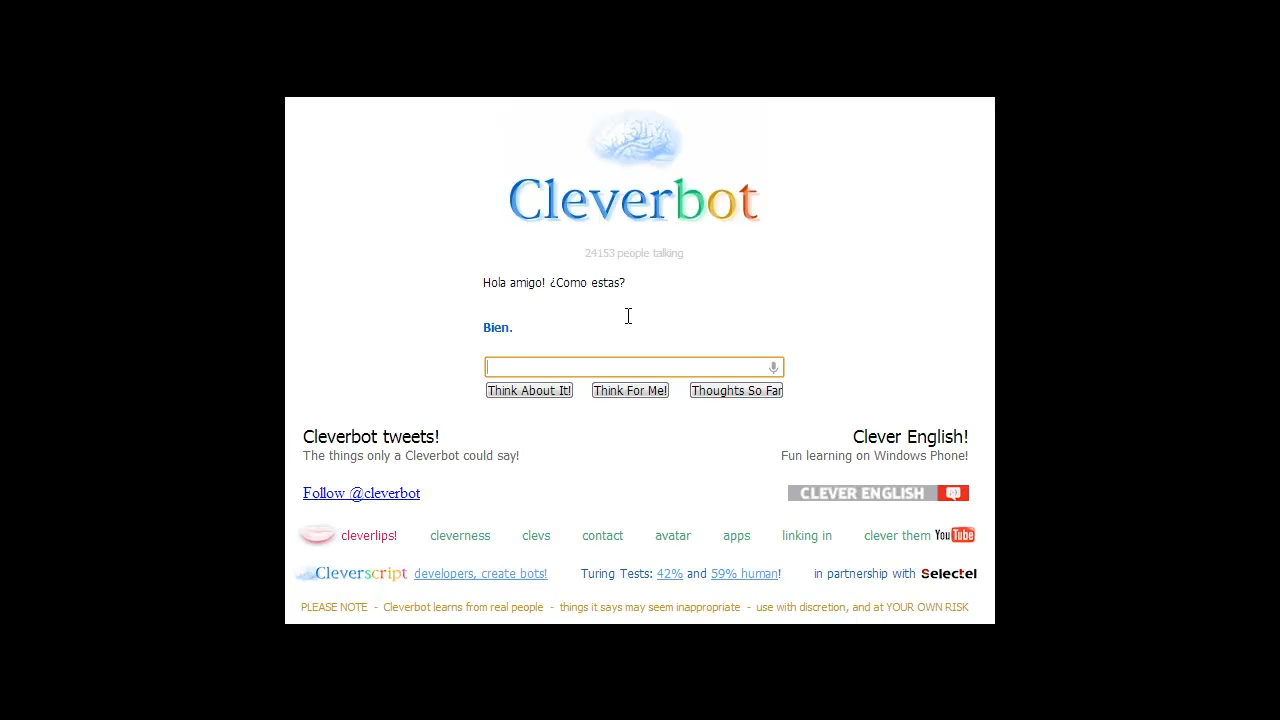 Cleverbot
24153 people talking
Hola amigo! ¿Como estas?
Bien.
Think About It! Think For Me! Thoughts So Far
Cleverbot tweets! Clever English!
The things only a Cleverbot could say! Fun learning on Windows Phone!
Follow @cleverbot CLEVER ENGLISH
cleverlips! cleverness clevs contact avatar apps linking in clever them YouTube
Cleverscript developers, create bots! Turing Tests: 42% and 59% human! in partnership with Selectel
PLEASE NOTE - Cleverbot learns from real people - things it says may seem inappropriate - use with discretion, and at YOUR OWN RISK